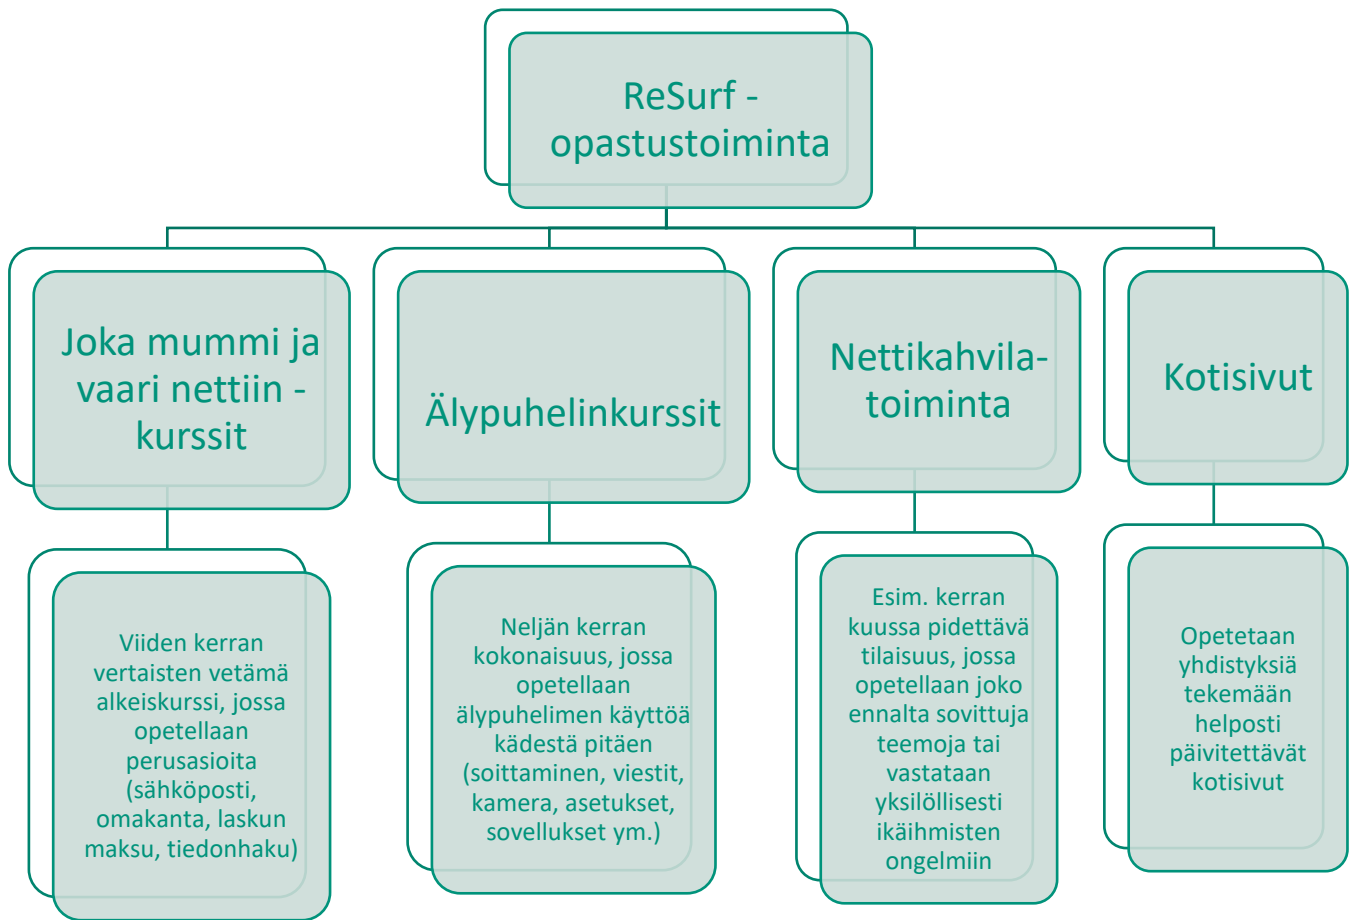 ReSurf -
opastustoiminta
Joka mummi ja
vaari nettiin -
kurssit
Älypuhelinkurssit
Nettikahvila-
toiminta
Kotisivut
Viiden kerran
vertaisten vetämä
alkeiskurssi, jossa
opetellaan
perusasioita
(sähköposti,
omakanta, laskun
maksu, tiedonhaku)
Neljän kerran
kokonaisuus, jossa
opetellaan
älypuhelimen käyttöä
kädestä pitäen
(soittaminen, viestit,
kamera, asetukset,
sovellukset ym.)
Esim. kerran
kuussa pidettävä
tilaisuus, jossa
opetellaan joko
ennalta sovittuja
teemoja tai
vastataan
yksilöllisesti
ikäihmisten
ongelmiin
Opetetaan
yhdistyksiä
tekemään
helposti
päivitettävät
kotisivut